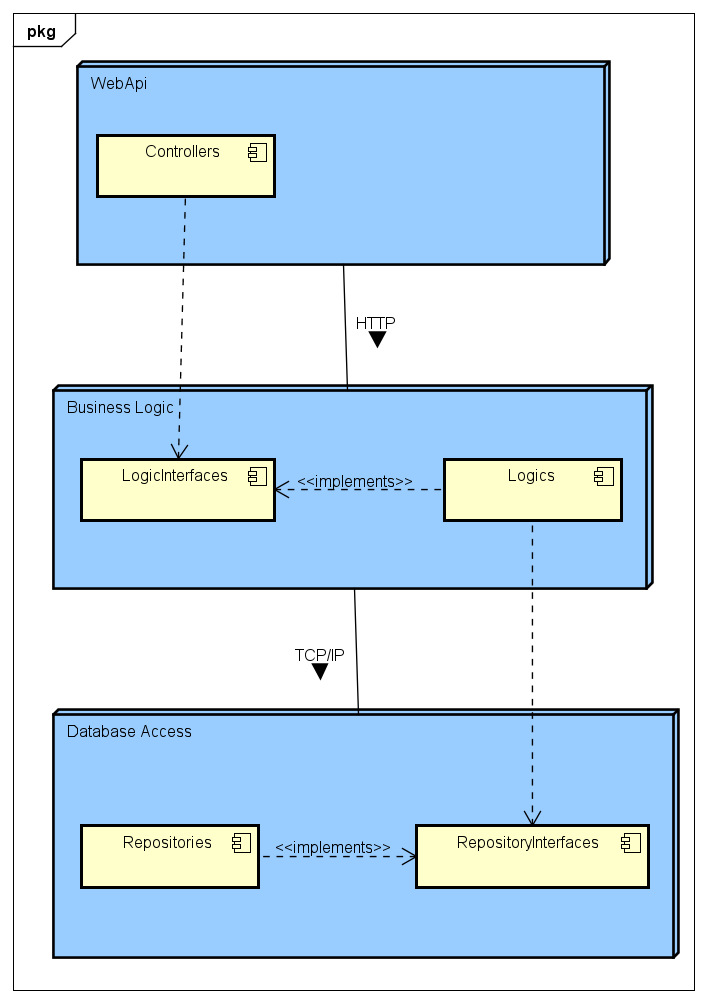 pkg
WebApi
Controllers
HTTP
Business Logic
LogicInterfaces
<<implements>>
Logics
TCP/IP
Database Access
Repositories
<<implements>>
RepositoryInterfaces